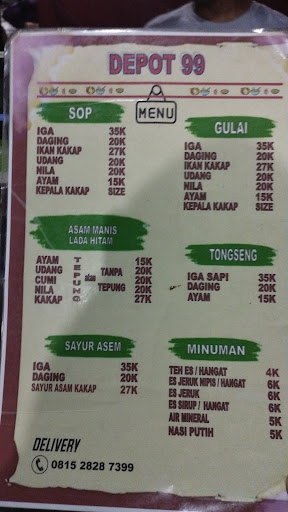 DEPOT 99
MENU
SOP
IGA 35K
DAGING 20K
IKAN KAKAP 27K
UDANG 20K
NILA 20K
AYAM 15K
KEPALA KAKAP SIZE
ASAM MANIS
LADA HITAM
AYAM 15K
UDANG 20K
CUMI 20K
NILA 20K
KAKAP 27K
TEPUNG atau TANPA TEPUNG
SAYUR ASEM
IGA 35K
DAGING 20K
SAYUR ASAM KAKAP 27K
DELIVERY
0815 2828 7399
GULAI
IGA 35K
DAGING 20K
IKAN KAKAP 27K
UDANG 20K
NILA 20K
AYAM 15K
KEPALA KAKAP SIZE
TONGSENG
IGA SAPI 35K
DAGING 20K
AYAM 15K
MINUMAN
TEH ES / HANGAT 4K
ES JERUK NIPIS / HANGAT 6K
ES JERUK 6K
ES SIRUP / HANGAT 6K
AIR MINERAL 5K
NASI PUTIH 5K